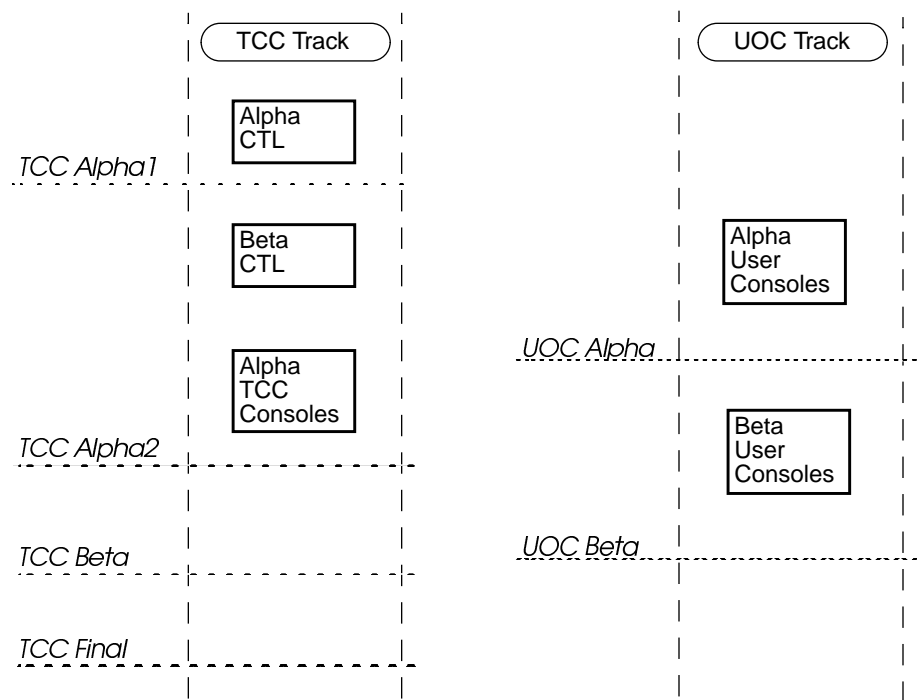 TCC Track
Alpha
CTL
TCC Alpha1
Beta
CTL
Alpha
TCC
Consoles
TCC Alpha2
TCC Beta
TCC Final
UOC Track
Alpha
User
Consoles
UOC Alpha
Beta
User
Consoles
UOC Beta